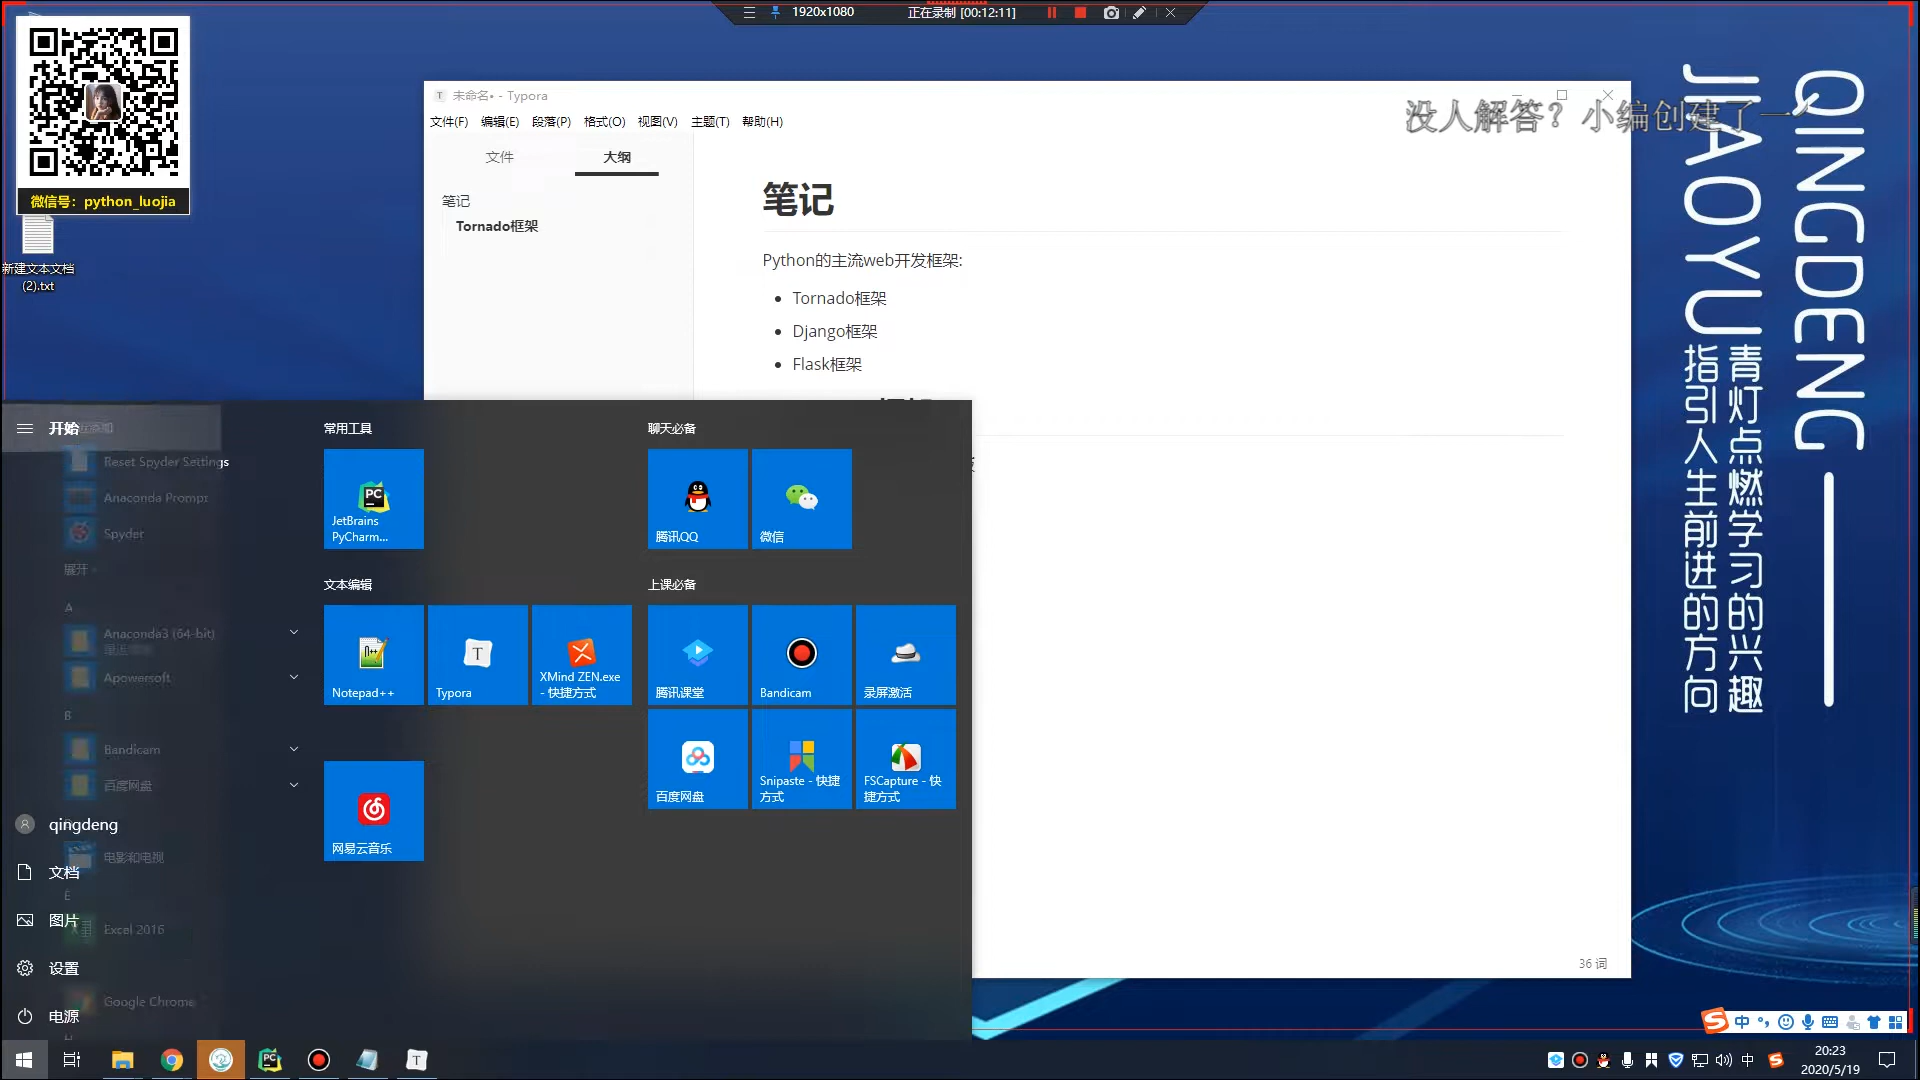 1920x1080
正在录制 [00:12:11]
微信号：python_luojia
新建文本文档
(2).txt
未命名• - Typora
文件(F) 编辑(E) 段落(P) 格式(O) 视图(V) 主题(T) 帮助(H)
文件
大纲
笔记
Tornado框架
笔记
Python的主流web开发框架:
Tornado框架
Django框架
Flask框架
36 词
没人解答？小编创建了一
QINGDENG
JIAOYU
青灯点燃学习的兴趣
指引人生前进的方向
开始
Reset Spyder Settings
Anaconda Prompt
Spyder
展开
A
Anaconda3 (64-bit)
Apowersoft
B
Bandicam
百度网盘
qingdeng
电影和电视
文档
E
图片
Excel 2016
设置
Google Chrome
电源
常用工具
JetBrains
PyCharm...
文本编辑
Notepad++
Typora
XMind ZEN.exe
- 快捷方式
网易云音乐
聊天必备
腾讯QQ
微信
上课必备
腾讯课堂
Bandicam
录屏激活
百度网盘
Snipaste - 快捷
方式
FSCapture - 快
捷方式
中
中
20:23
2020/5/19